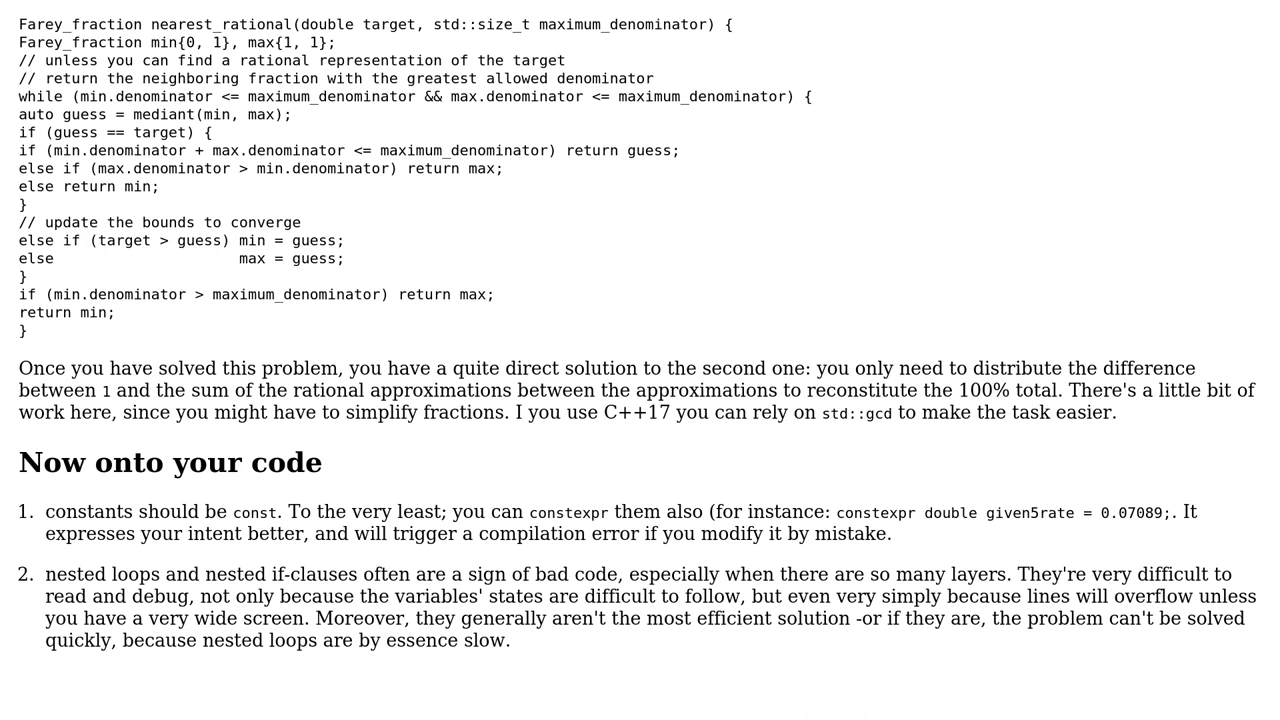 Farey_fraction nearest_rational(double target, std::size_t maximum_denominator) {
Farey_fraction min{0, 1}, max{1, 1};
// unless you can find a rational representation of the target
// return the neighboring fraction with the greatest allowed denominator
while (min.denominator <= maximum_denominator && max.denominator <= maximum_denominator) {
auto guess = mediant(min, max);
if (guess == target) {
if (min.denominator + max.denominator <= maximum_denominator) return guess;
else if (max.denominator > min.denominator) return max;
else return min;
}
// update the bounds to converge
else if (target > guess) min = guess;
else                     max = guess;
}
if (min.denominator > maximum_denominator) return max;
return min;
}
Once you have solved this problem, you have a quite direct solution to the second one: you only need to distribute the difference
between 1 and the sum of the rational approximations between the approximations to reconstitute the 100% total. There's a little bit of
work here, since you might have to simplify fractions. I you use C++17 you can rely on std::gcd to make the task easier.
Now onto your code
1. constants should be const. To the very least; you can constexpr them also (for instance: constexpr double given5rate = 0.07089;. It
expresses your intent better, and will trigger a compilation error if you modify it by mistake.
2. nested loops and nested if-clauses often are a sign of bad code, especially when there are so many layers. They're very difficult to
read and debug, not only because the variables' states are difficult to follow, but even very simply because lines will overflow unless
you have a very wide screen. Moreover, they generally aren't the most efficient solution -or if they are, the problem can't be solved
quickly, because nested loops are by essence slow.